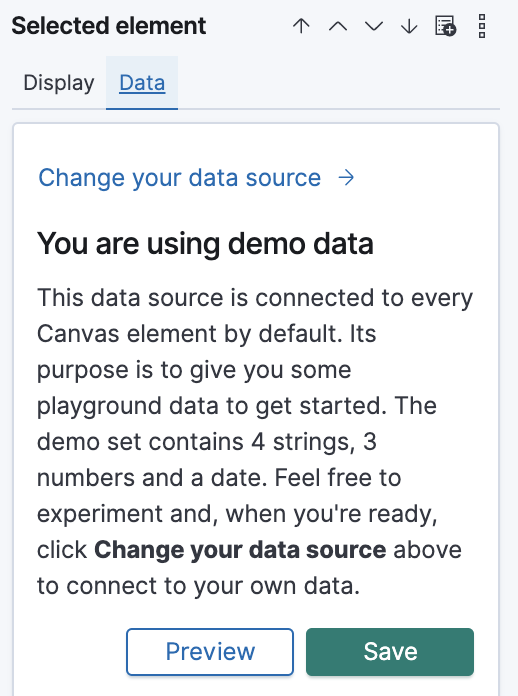 Selected element
Display Data
Change your data source →
You are using demo data
This data source is connected to every
Canvas element by default. Its
purpose is to give you some
playground data to get started. The
demo set contains 4 strings, 3
numbers and a date. Feel free to
experiment and, when you're ready,
click Change your data source above
to connect to your own data.
Preview Save